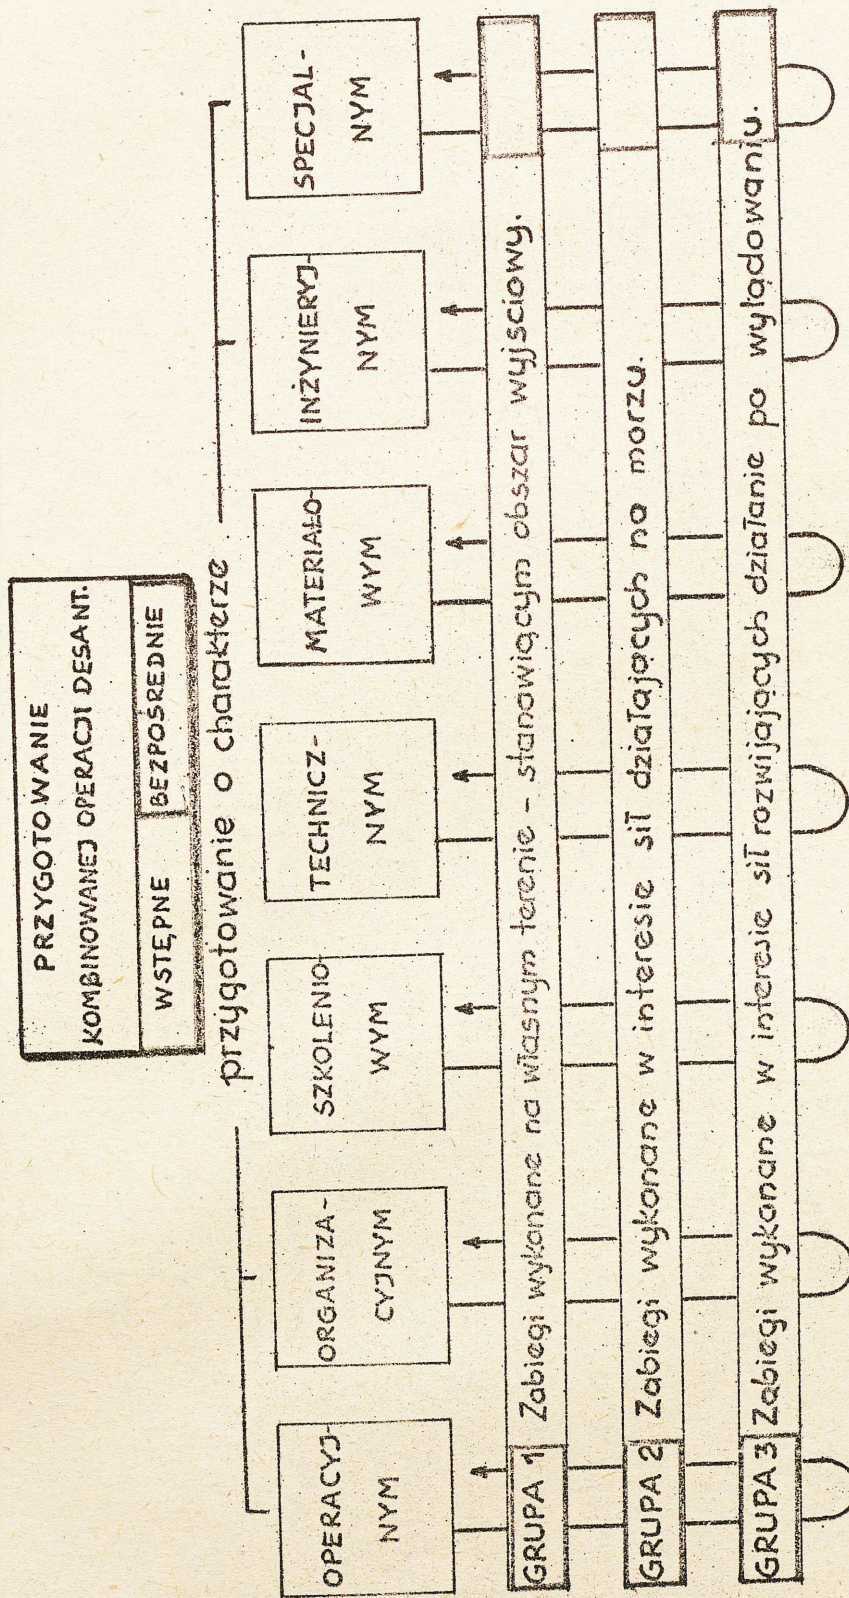 PRZYGOTOWANIE
KOMBINOWANEJ OPERACJI DESANT.
WSTĘPNE
BEZPOŚREDNIE
przygotowanie o charakterze
OPERACYJ-
NYM
ORGANIZA-
CYJNYM
SZKOLENIO-
WYM
TECHNICZ-
NYM
MATERIAŁO-
WYM
INŻYNIERYJ-
NYM
SPECJAL-
NYM
GRUPA 1 Zabiegi wykonane na własnym terenie - stanowiącym obszar wyjsciowy.
GRUPA 2 Zabiegi wykonane w interesie sił działających na morzu.
GRUPA 3 Zabiegi wykonane w interesie sił rozwijających działanie po wylądowaniu.